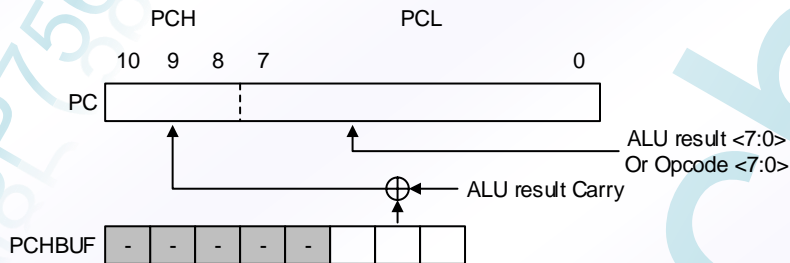 PCH PCL
10 9 8 7 0
PC
ALU result <7:0>
Or Opcode <7:0>
ALU result Carry
PCHBUF - - - - -